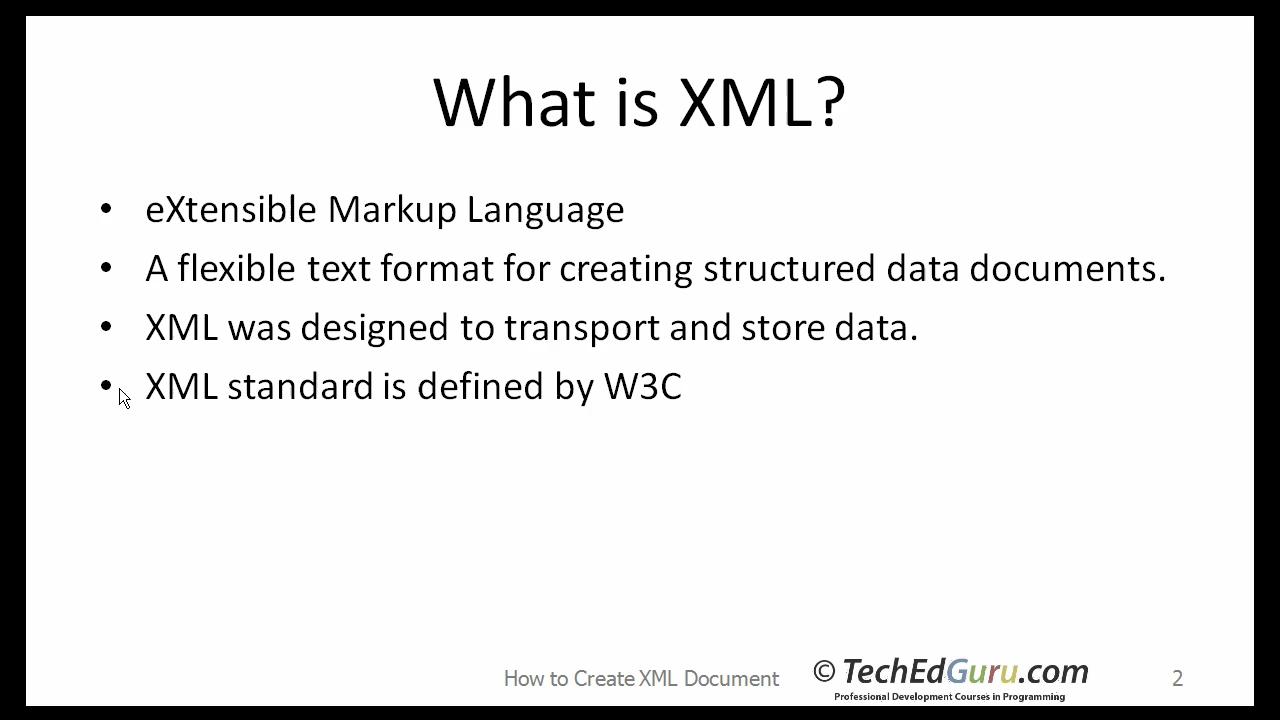 What is XML?
• eXtensible Markup Language
• A flexible text format for creating structured data documents.
• XML was designed to transport and store data.
• XML standard is defined by W3C
How to Create XML Document
© TechEdGuru.com
Professional Development Courses in Programming
2